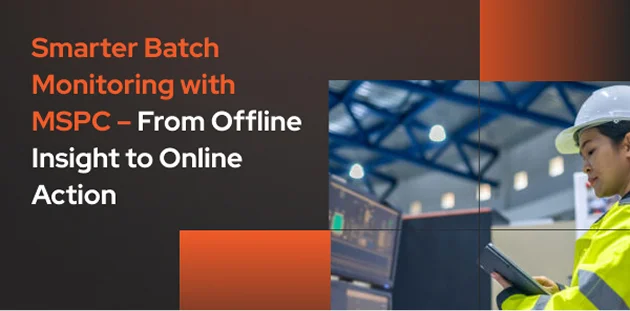 Smarter Batch
Monitoring with
MSPC – From Offline
Insight to Online
Action